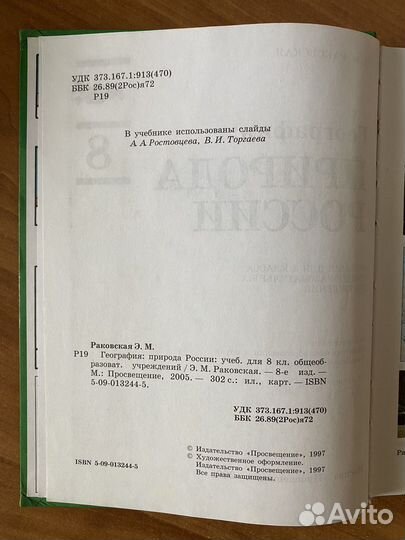 УДК 373.167.1:913(470)
ББК 26.89(2Рос)я72
Р19
В учебнике использованы слайды
А А Ростовцева, В. И. Торгаева
Раковская Э. М.
Р19 География: природа России: учеб. для 8 кл. общеоб-
разоват. учреждений / Э. М. Раковская. — 8-е изд. —
М.: Просвещение, 2005. — 302 с.: ил., карт. — ISBN
5-09-013244-5.
УДК 373.167.1:913(470)
ББК 26.89(2Рос)я72
© Издательство «Просвещение», 1997
© Художественное оформление.
Издательство «Просвещение», 1997
Все права защищены.
ISBN 5-09-013244-5
Avito